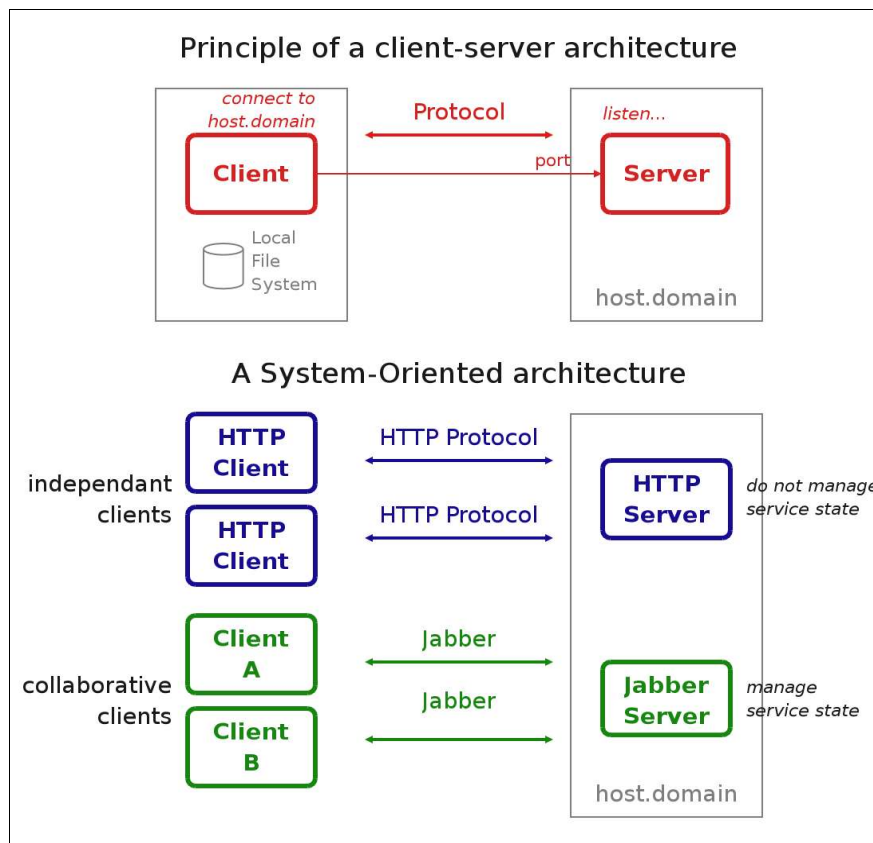 Principle of a client-server architecture
connect to
host.domain
Protocol
listen...
Client
port
Server
Local
File
System
host.domain
A System-Oriented architecture
HTTP
Client
HTTP Protocol
independant
clients
HTTP
Server
do not manage
service state
HTTP
Client
HTTP Protocol
Client
A
Jabber
collaborative
clients
Jabber
Server
manage
service state
Client
B
Jabber
host.domain